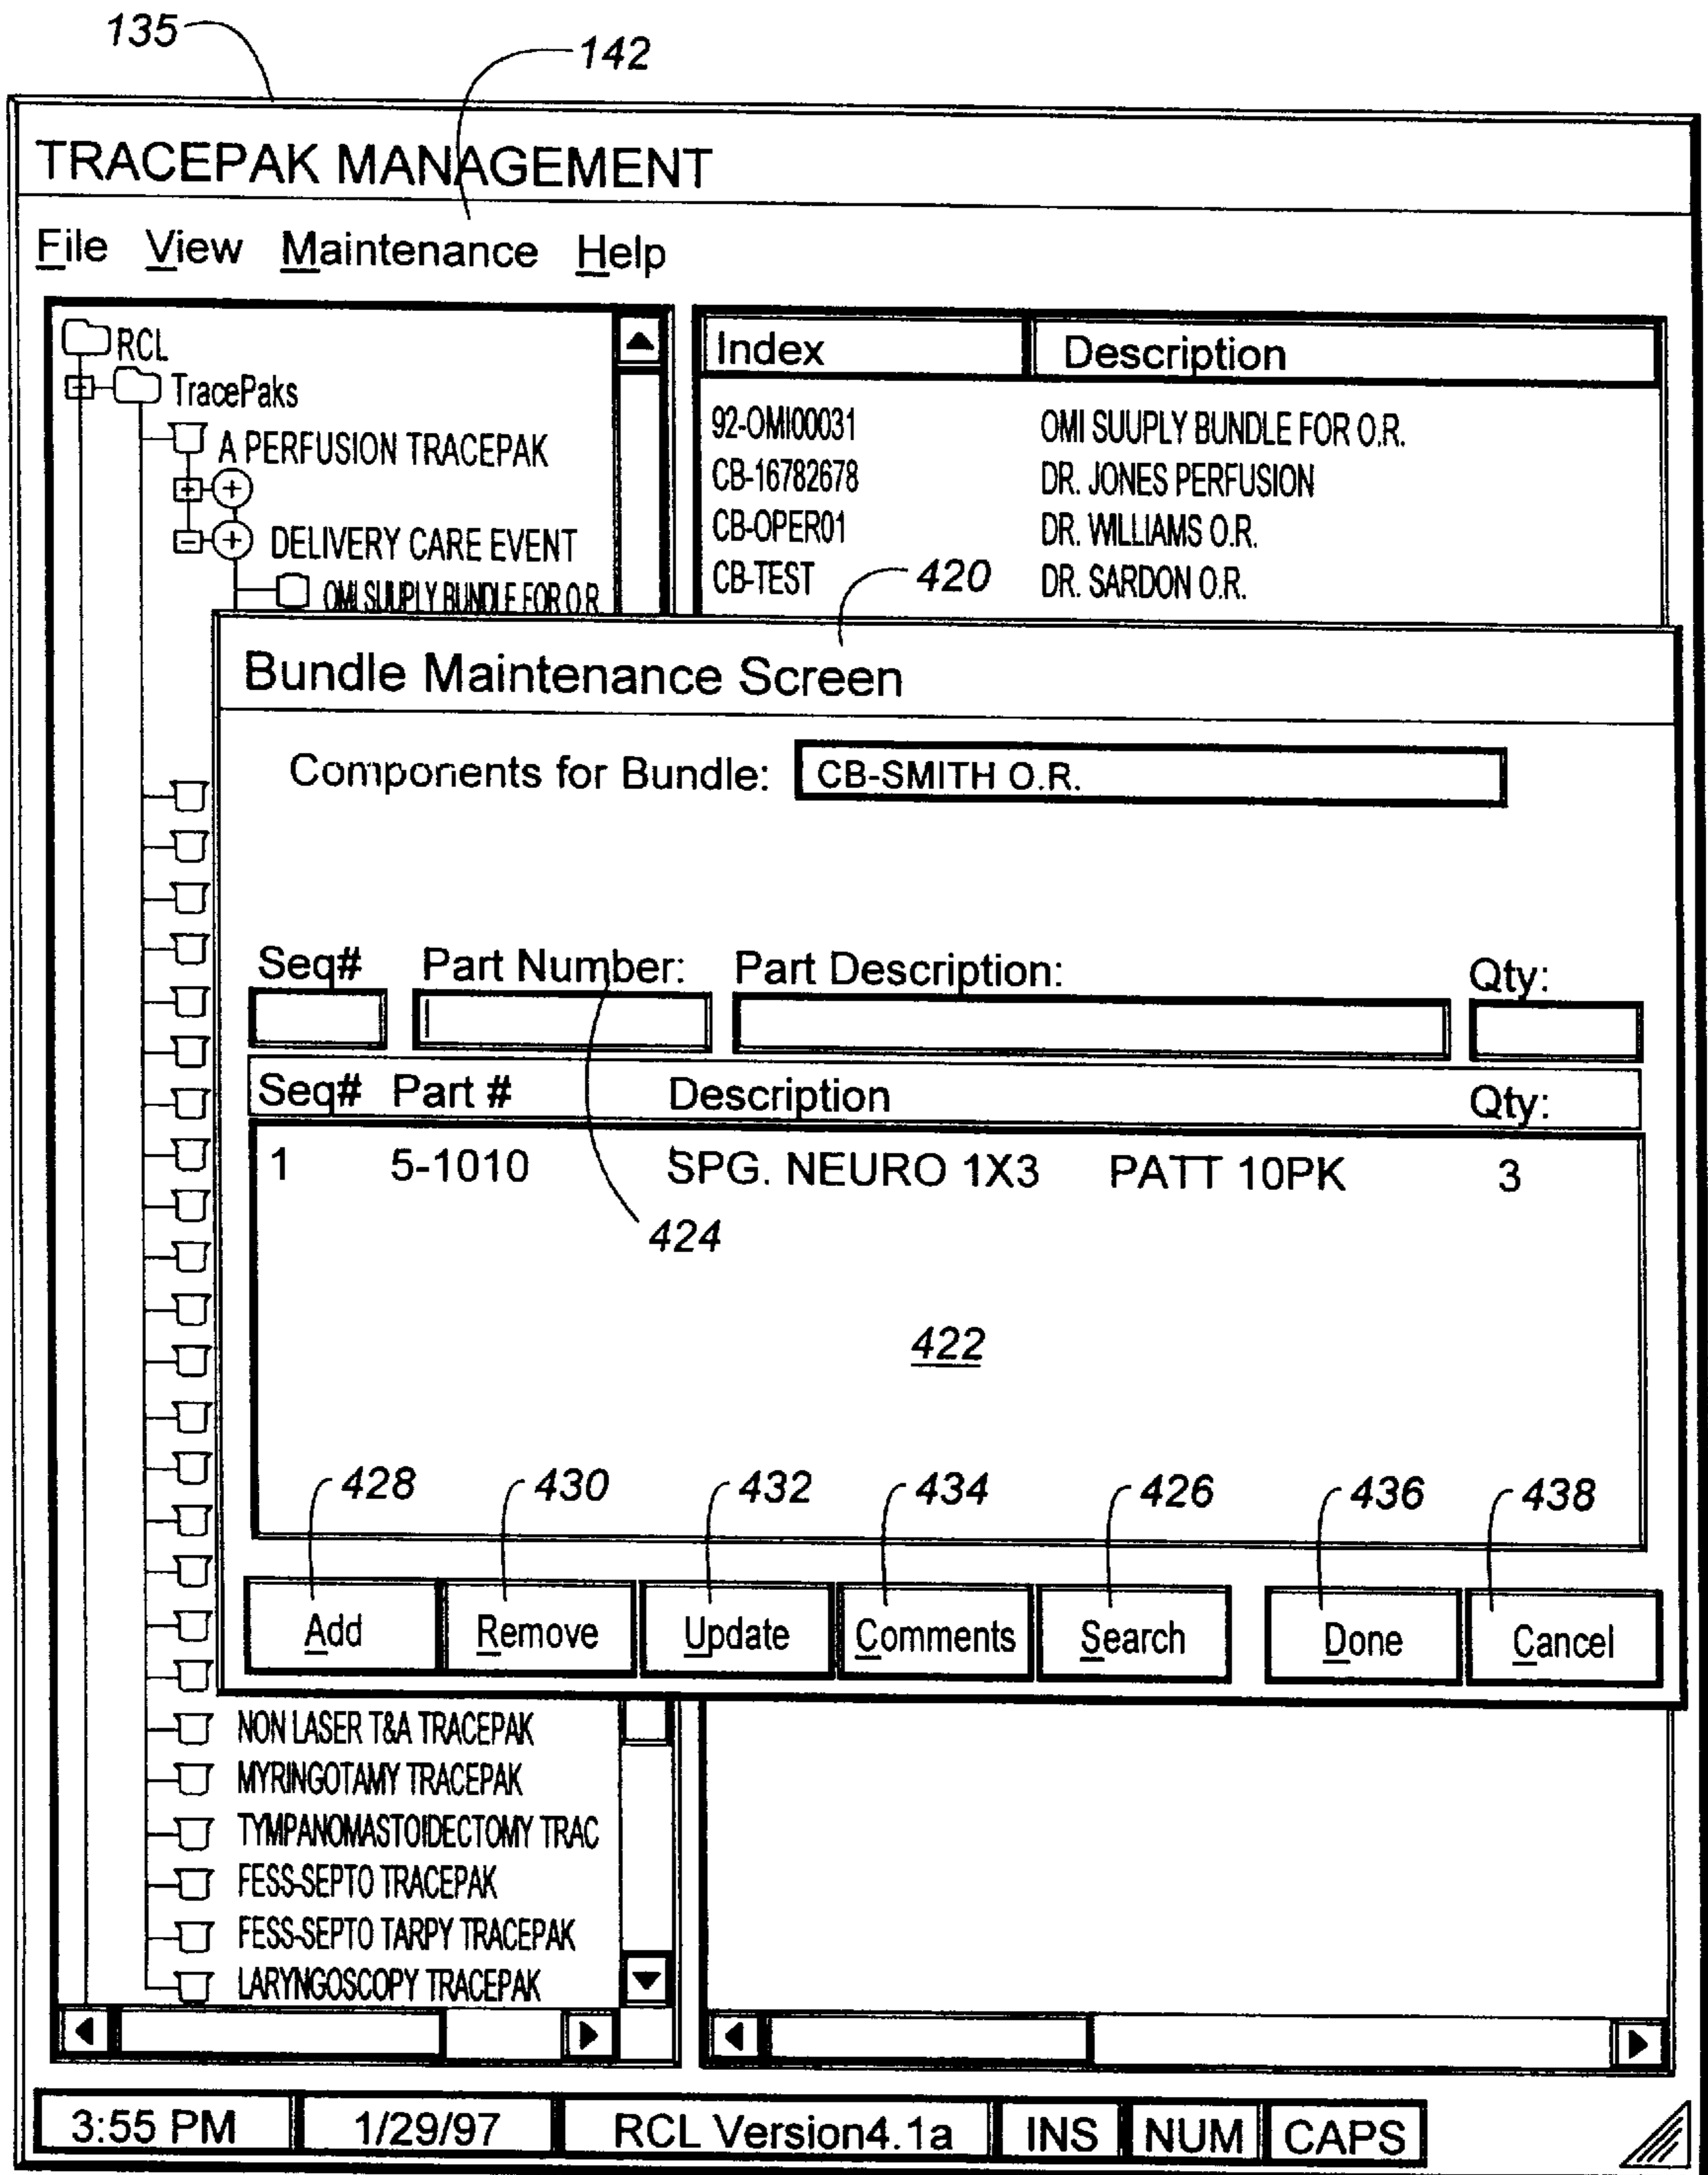 135
142
TRACEPAK MANAGEMENT
File View Maintenance Help
RCL
TracePaks
A PERFUSION TRACEPAK
DELIVERY CARE EVENT
OMI SUUPLY BUNDLE FOR O.R
Index Description
92-OMI00031 OMI SUUPLY BUNDLE FOR O.R.
CB-16782678 DR. JONES PERFUSION
CB-OPER01 DR. WILLIAMS O.R.
CB-TEST DR. SARDON O.R.
420
Bundle Maintenance Screen
Components for Bundle: CB-SMITH O.R.
Seq# Part Number: Part Description: Qty:
Seq# Part # Description Qty:
1 5-1010 SPG. NEURO 1X3 PATT 10PK 3
424
422
428 430 432 434 426 436 438
Add Remove Update Comments Search Done Cancel
NON LASER T&A TRACEPAK
MYRINGOTAMY TRACEPAK
TYMPANOMASTOIDECTOMY TRAC
FESS-SEPTO TRACEPAK
FESS-SEPTO TARPY TRACEPAK
LARYNGOSCOPY TRACEPAK
3:55 PM 1/29/97 RCL Version4.1a INS NUM CAPS